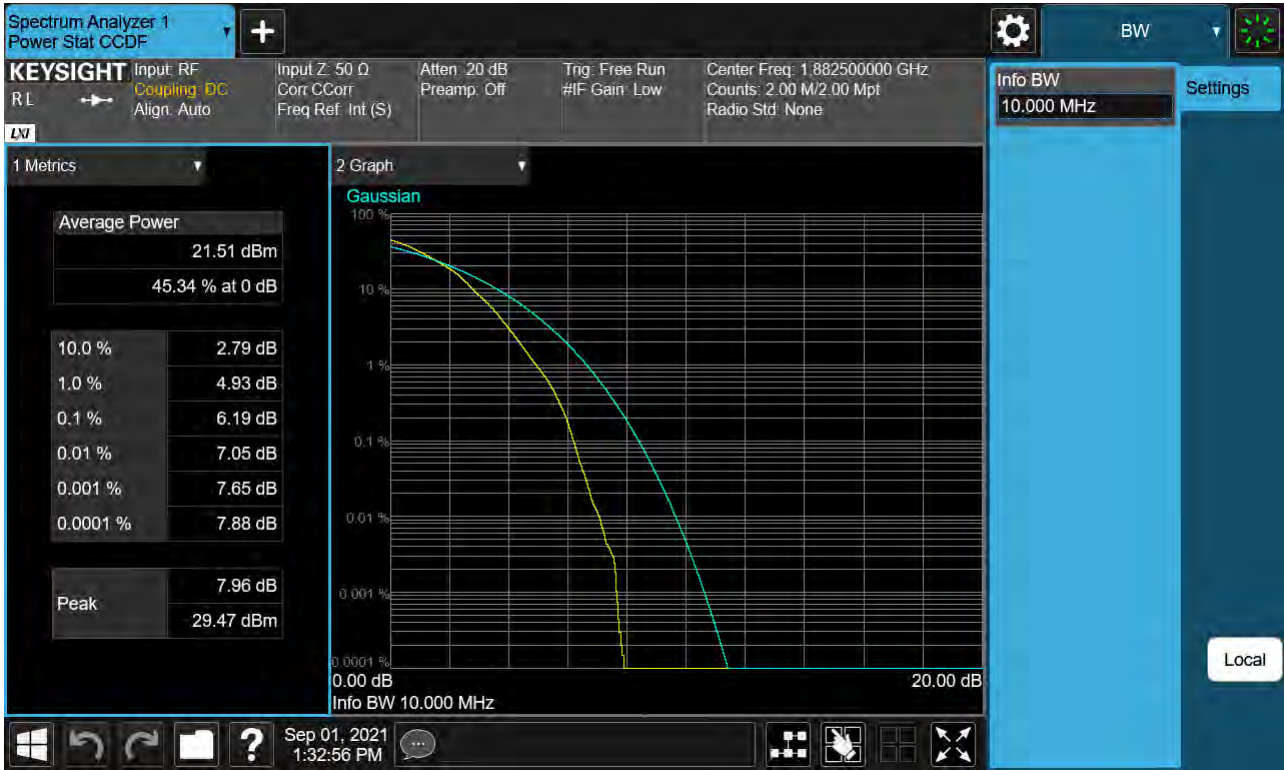 Spectrum Analyzer 1
Power Stat CCDF
BW
KEYSIGHT
RL
LXI
Input: RF
Coupling: DC
Align: Auto
Input Z: 50 Ω
Corr CCorr
Freq Ref: Int (S)
Atten: 20 dB
Preamp: Off
Trig: Free Run
#IF Gain: Low
Center Freq: 1.882500000 GHz
Counts: 2.00 M/2.00 Mpt
Radio Std: None
Info BW
10.000 MHz
Settings
1 Metrics
Average Power
21.51 dBm
45.34 % at 0 dB
10.0 % 2.79 dB
1.0 % 4.93 dB
0.1 % 6.19 dB
0.01 % 7.05 dB
0.001 % 7.65 dB
0.0001 % 7.88 dB
Peak
7.96 dB
29.47 dBm
2 Graph
Gaussian
100 %
10 %
1 %
0.1 %
0.01 %
0.001 %
0.0001 %
0.00 dB 20.00 dB
Info BW 10.000 MHz
Local
?
Sep 01, 2021
1:32:56 PM